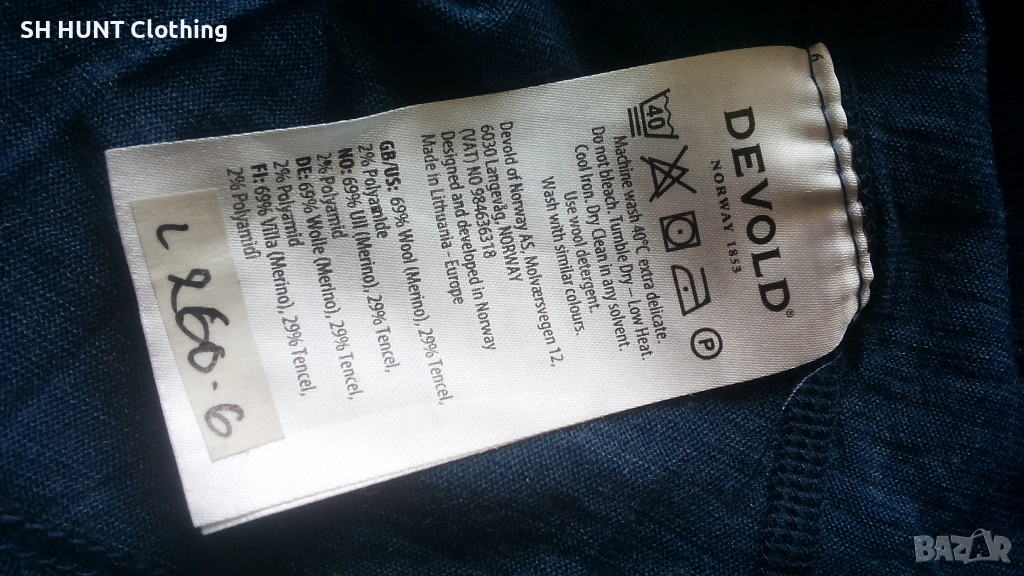 SH HUNT Clothing
DEVOLD®
NORWAY 1853
40
P
Machine wash 40°C extra delicate.
Do not bleach. Tumble Dry – Low Heat.
Cool Iron. Dry Clean in any solvent.
Use wool detergent.
Wash with similar colours.
Devold of Norway AS, Molværsvegen 12,
6030 Langevåg, NORWAY
(VAT) NO 984636318
Designed and developed in Norway
Made in Lithuania - Europe
GB/US: 69% Wool (Merino), 29% Tencel,
2% Polyamide
NO: 69% Ull (Merino), 29% Tencel,
2% Polyamid
DE: 69% Wolle (Merino), 29% Tencel,
2% Polyamid
FI: 69% Villa (Merino), 29% Tencel,
2% Polyamidi
L 260-6
BAZAR